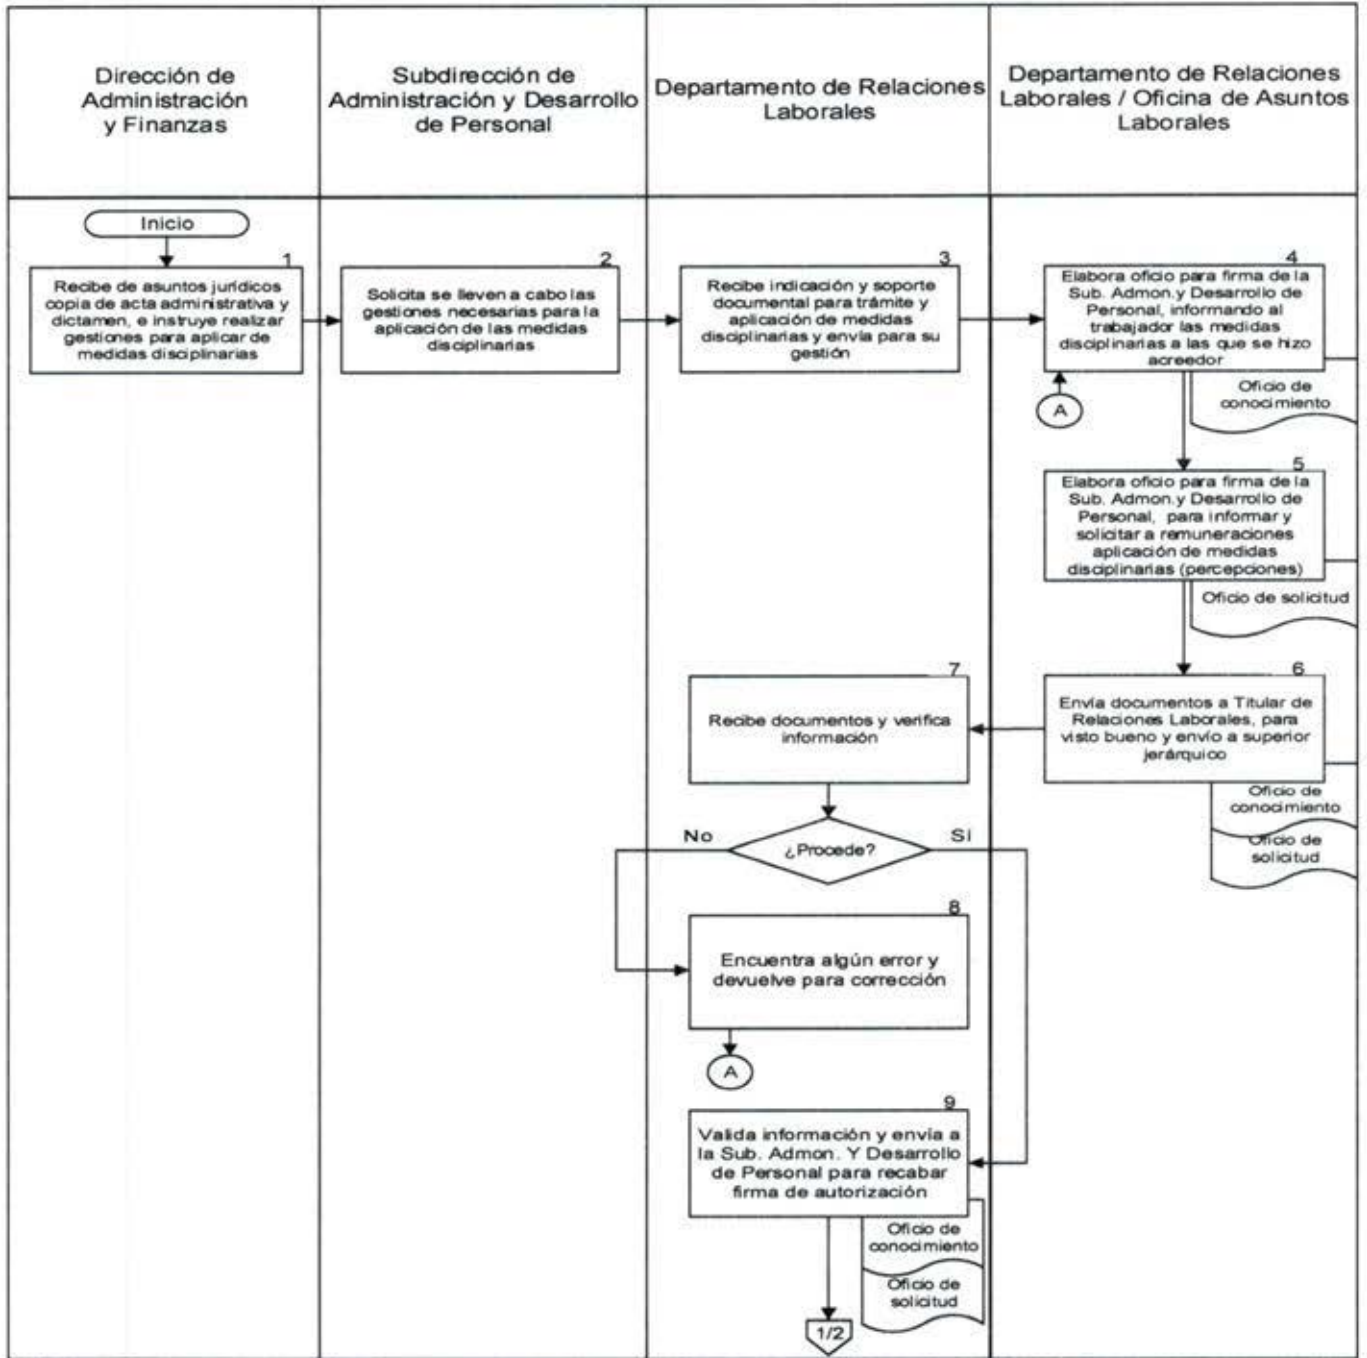 Dirección de
Administración
y Finanzas
Subdirección de
Administración y Desarrollo
de Personal
Departamento de Relaciones
Laborales
Departamento de Relaciones
Laborales / Oficina de Asuntos
Laborales
Inicio
1
Recibe de asuntos jurídicos
copia de acta administrativa y
dictamen, e instruye realizar
gestiones para aplicar de
medidas disciplinarias
2
Solicita se lleven a cabo las
gestiones necesarias para la
aplicación de las medidas
disciplinarias
3
Recibe indicación y soporte
documental para trámite y
aplicación de medidas
disciplinarias y envía para su
gestión
4
Elabora oficio para firma de la
Sub. Admon.y Desarrollo de
Personal, informando al
trabajador las medidas
disciplinarias a las que se hizo
acreedor
Oficio de
conocimiento
A
5
Elabora oficio para firma de la
Sub. Admon.y Desarrollo de
Personal, para informar y
solicitar a remuneraciones
aplicación de medidas
disciplinarias (percepciones)
Oficio de solicitud
6
Envía documentos a Titular de
Relaciones Laborales, para
visto bueno y envío a superior
jerárquico
Oficio de
conocimiento
Oficio de
solicitud
7
Recibe documentos y verifica
información
No
¿Procede?
SÍ
8
Encuentra algún error y
devuelve para corrección
A
9
Valida información y envía a
la Sub. Admon. Y Desarrollo
de Personal para recabar
firma de autorización
Oficio de
conocimiento
Oficio de
solicitud
1/2